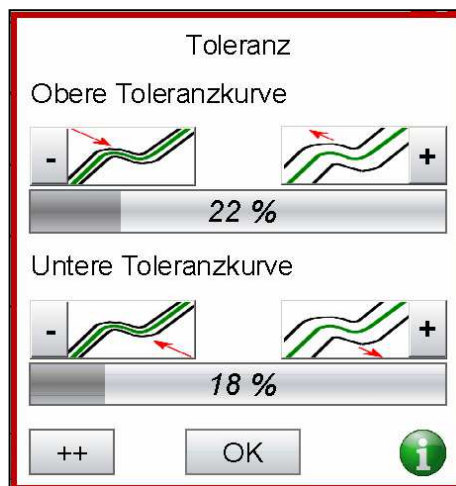 Toleranz
Obere Toleranzkurve
- +
22 %
Untere Toleranzkurve
- +
18 %
++ OK i